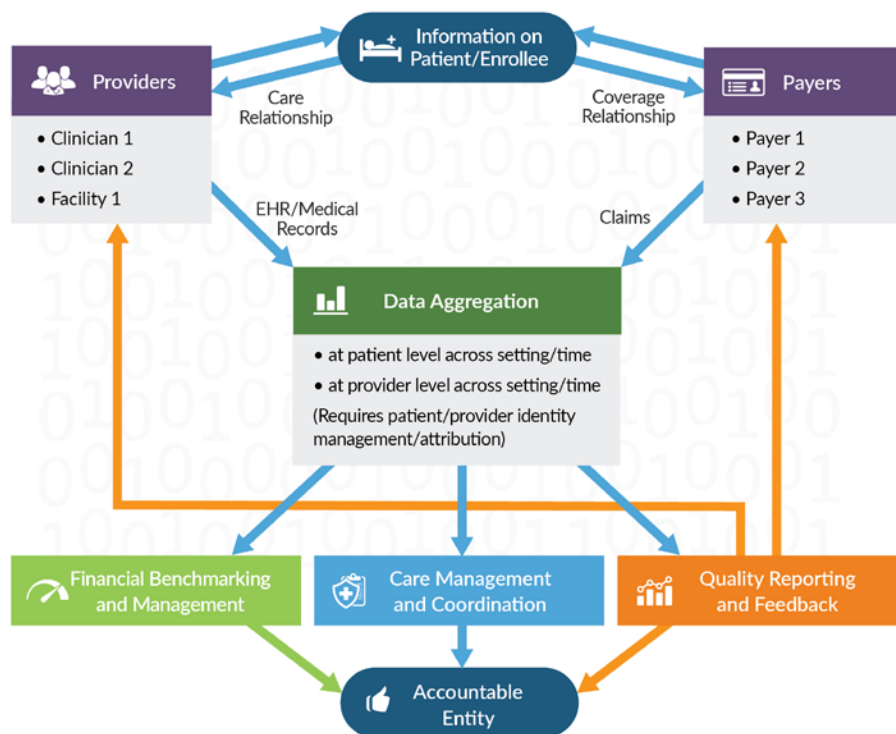 Information on
Patient/Enrollee
Providers
Payers
Care
Relationship
Coverage
Relationship
• Clinician 1
• Clinician 2
• Facility 1
• Payer 1
• Payer 2
• Payer 3
EHR/Medical
Records
Claims
Data Aggregation
• at patient level across setting/time
• at provider level across setting/time
(Requires patient/provider identity
management/attribution)
Financial Benchmarking
and Management
Care Management
and Coordination
Quality Reporting
and Feedback
Accountable
Entity